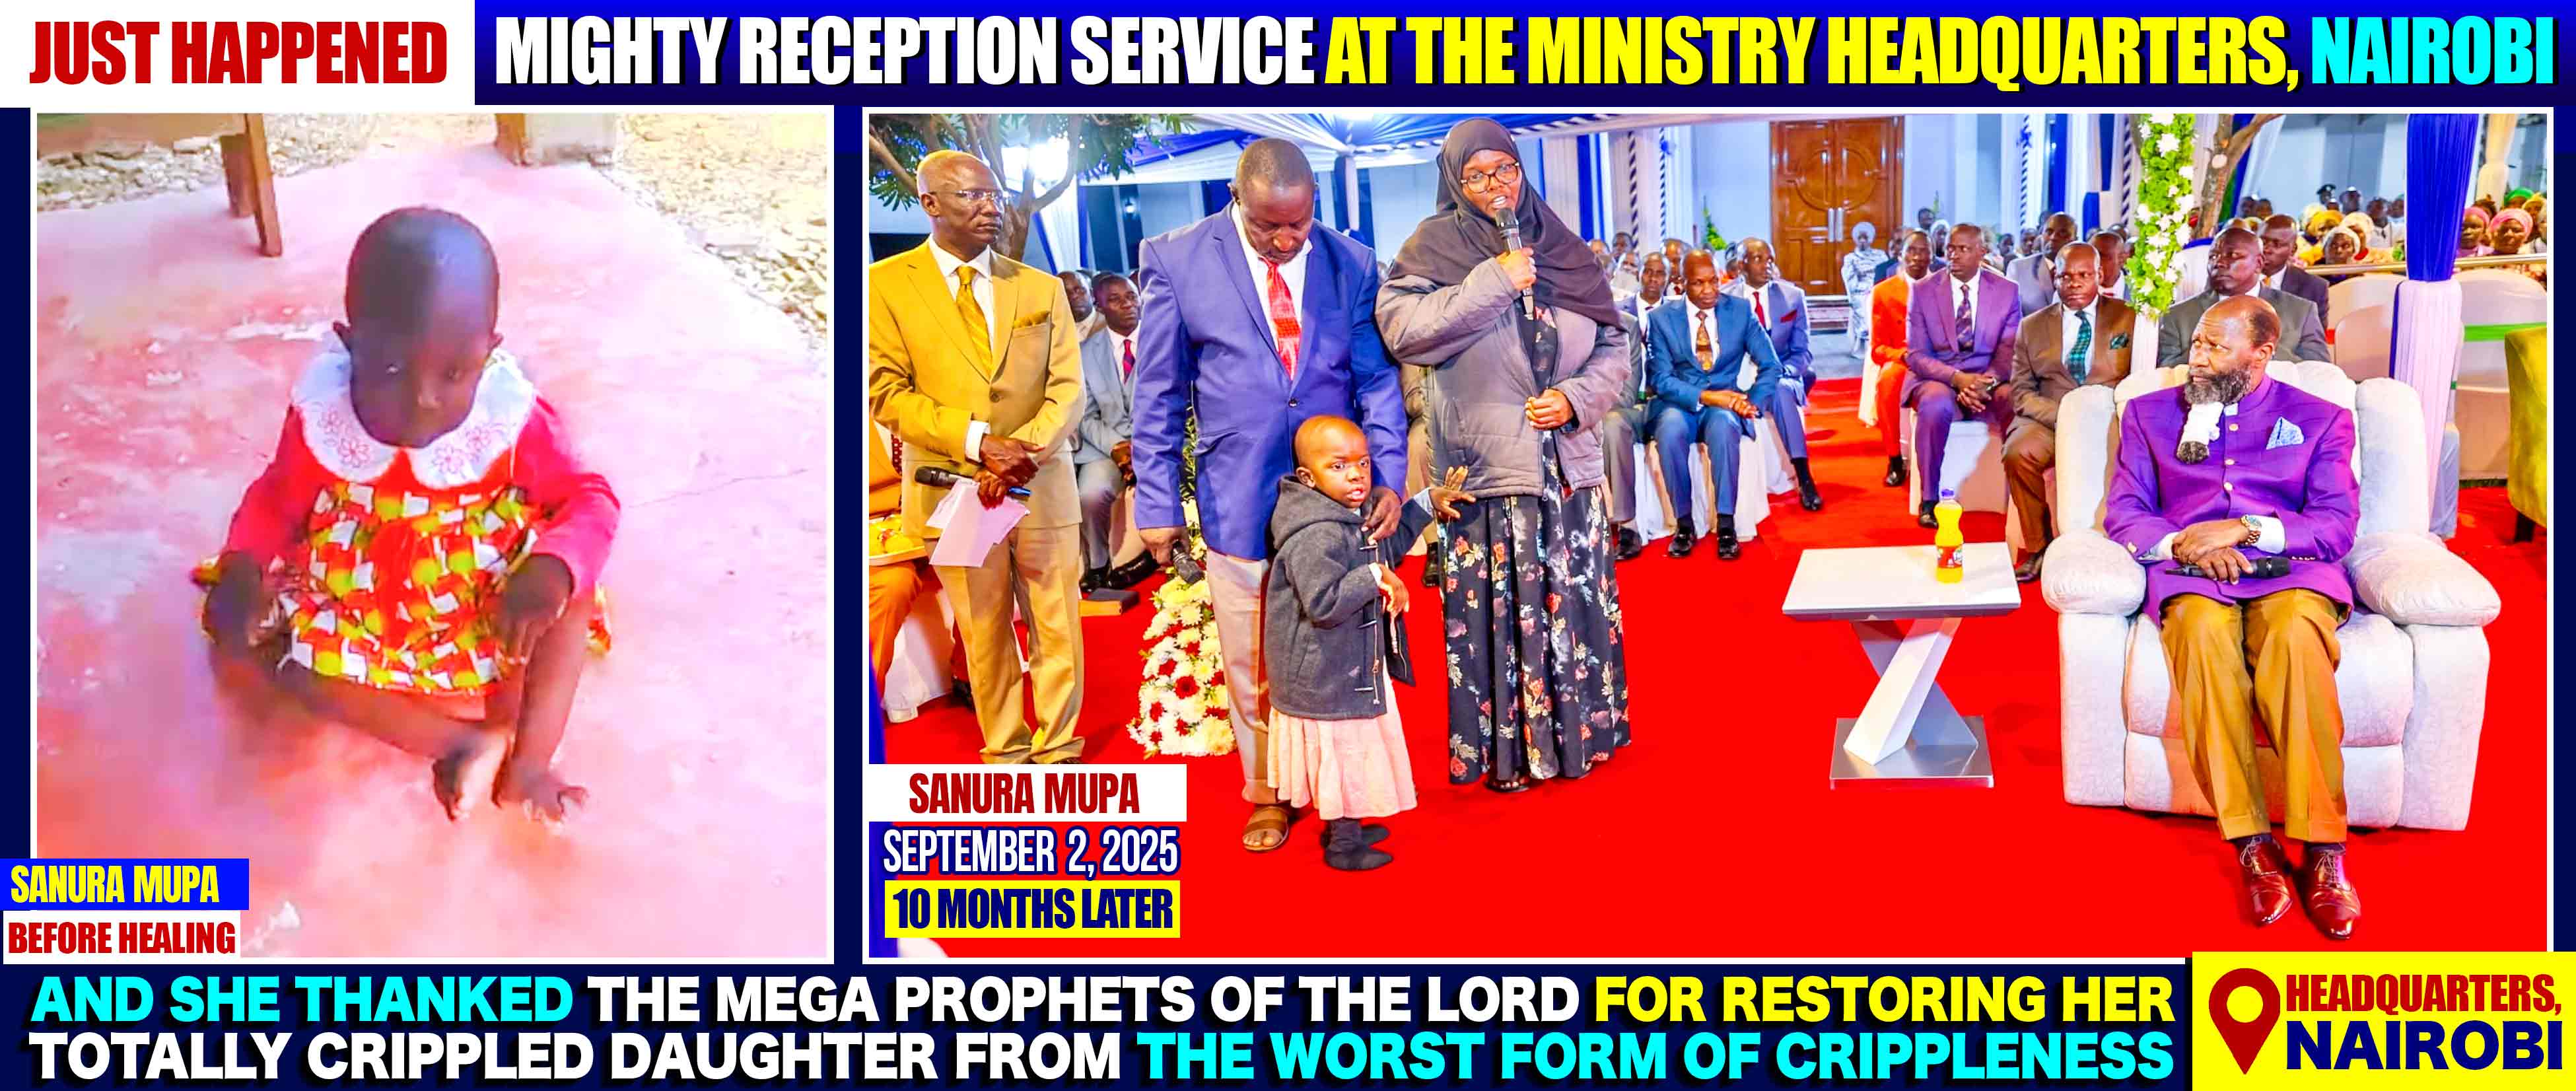 JUST HAPPENED
MIGHTY RECEPTION SERVICE AT THE MINISTRY HEADQUARTERS, NAIROBI
SANURA MUPA
BEFORE HEALING
SANURA MUPA
SEPTEMBER 2, 2025
10 MONTHS LATER
AND SHE THANKED THE MEGA PROPHETS OF THE LORD FOR RESTORING HER
TOTALLY CRIPPLED DAUGHTER FROM THE WORST FORM OF CRIPPLENESS
HEADQUARTERS,
NAIROBI